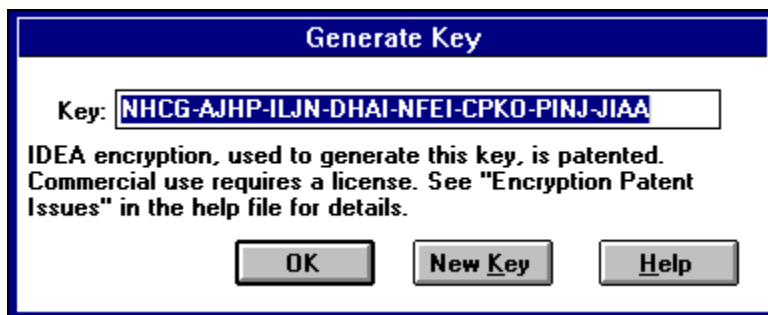 Generate Key
Key: NHCG-AJHP-ILJN-DHAI-NFEI-CPKO-PINJ-JIAA
IDEA encryption, used to generate this key, is patented.
Commercial use requires a license. See "Encryption Patent
Issues" in the help file for details.
OK New Key Help